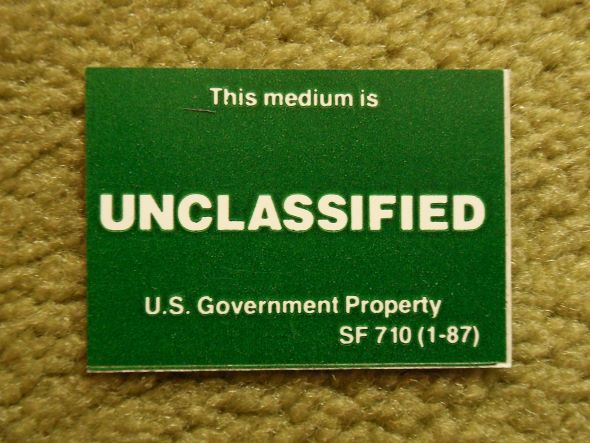 This medium is
UNCLASSIFIED
U.S. Government Property
SF 710 (1-87)